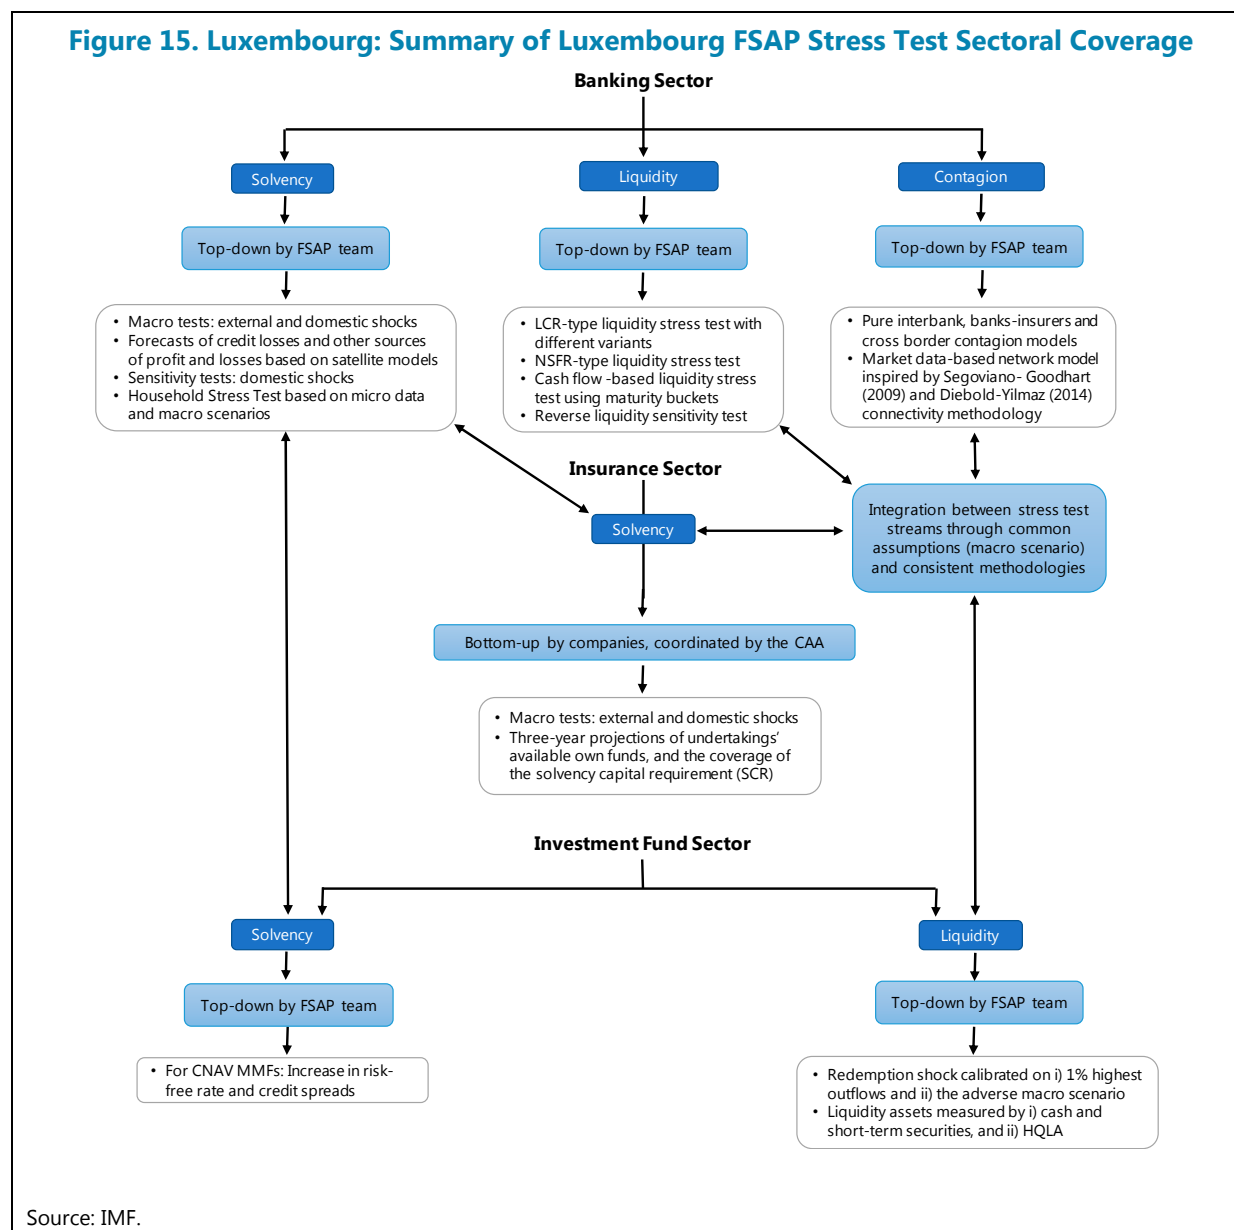 Figure 15. Luxembourg: Summary of Luxembourg FSAP Stress Test Sectoral Coverage
Banking Sector
Solvency
Liquidity
Contagion
Top-down by FSAP team
Top-down by FSAP team
Top-down by FSAP team
• Macro tests: external and domestic shocks
• Forecasts of credit losses and other sources
of profit and losses based on satellite models
• Sensitivity tests: domestic shocks
• Household Stress Test based on micro data
and macro scenarios
• LCR-type liquidity stress test with
different variants
• NSFR-type liquidity stress test
• Cash flow -based liquidity stress
test using maturity buckets
• Reverse liquidity sensitivity test
• Pure interbank, banks-insurers and
cross border contagion models
• Market data-based network model
inspired by Segoviano- Goodhart
(2009) and Diebold-Yilmaz (2014)
connectivity methodology
Insurance Sector
Solvency
Integration between stress test
streams through common
assumptions (macro scenario)
and consistent methodologies
Bottom-up by companies, coordinated by the CAA
• Macro tests: external and domestic shocks
• Three-year projections of undertakings’
available own funds, and the coverage of
the solvency capital requirement (SCR)
Investment Fund Sector
Solvency
Liquidity
Top-down by FSAP team
Top-down by FSAP team
• For CNAV MMFs: Increase in risk-
free rate and credit spreads
• Redemption shock calibrated on i) 1% highest
outflows and ii) the adverse macro scenario
• Liquidity assets measured by i) cash and
short-term securities, and ii) HQLA
Source: IMF.